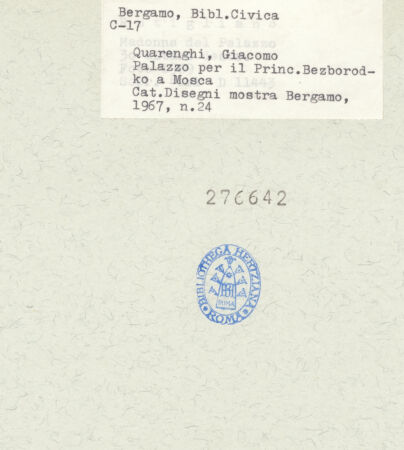 Bergamo, Bibl.Civica
C-17
Quarenghi, Giacomo
Palazzo per il Princ.Bezborod-
ko a Mosca
Cat.Disegni mostra Bergamo,
1967, n.24
276642
BIBLIOTHECA HERTZIANA
ROMA